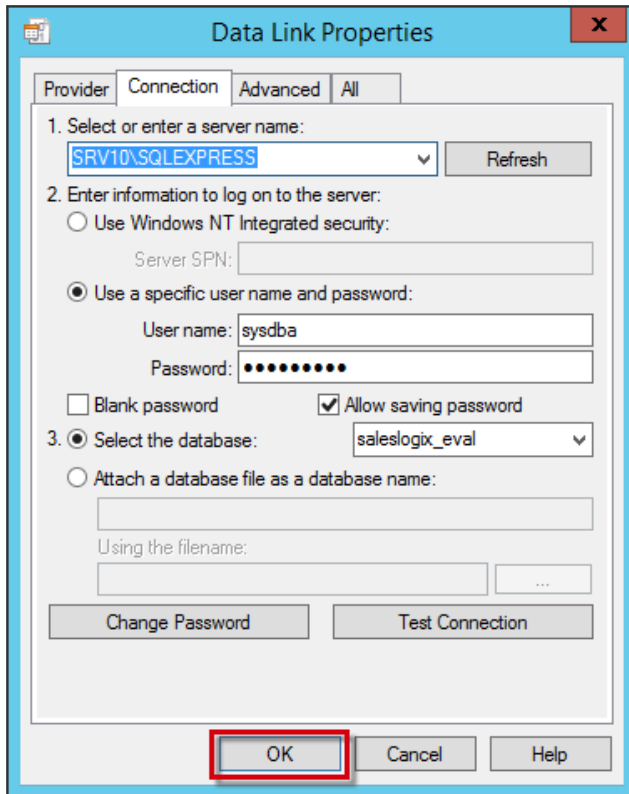 Data Link Properties
x
Provider Connection Advanced All
1. Select or enter a server name:
SRV10\SQLEXPRESS Refresh
2. Enter information to log on to the server:
Use Windows NT Integrated security:
Server SPN:
Use a specific user name and password:
User name: sysdba
Password: •••••••••
Blank password Allow saving password
3. Select the database: saleslogix_eval
Attach a database file as a database name:
Using the filename:
...
Change Password Test Connection
OK Cancel Help